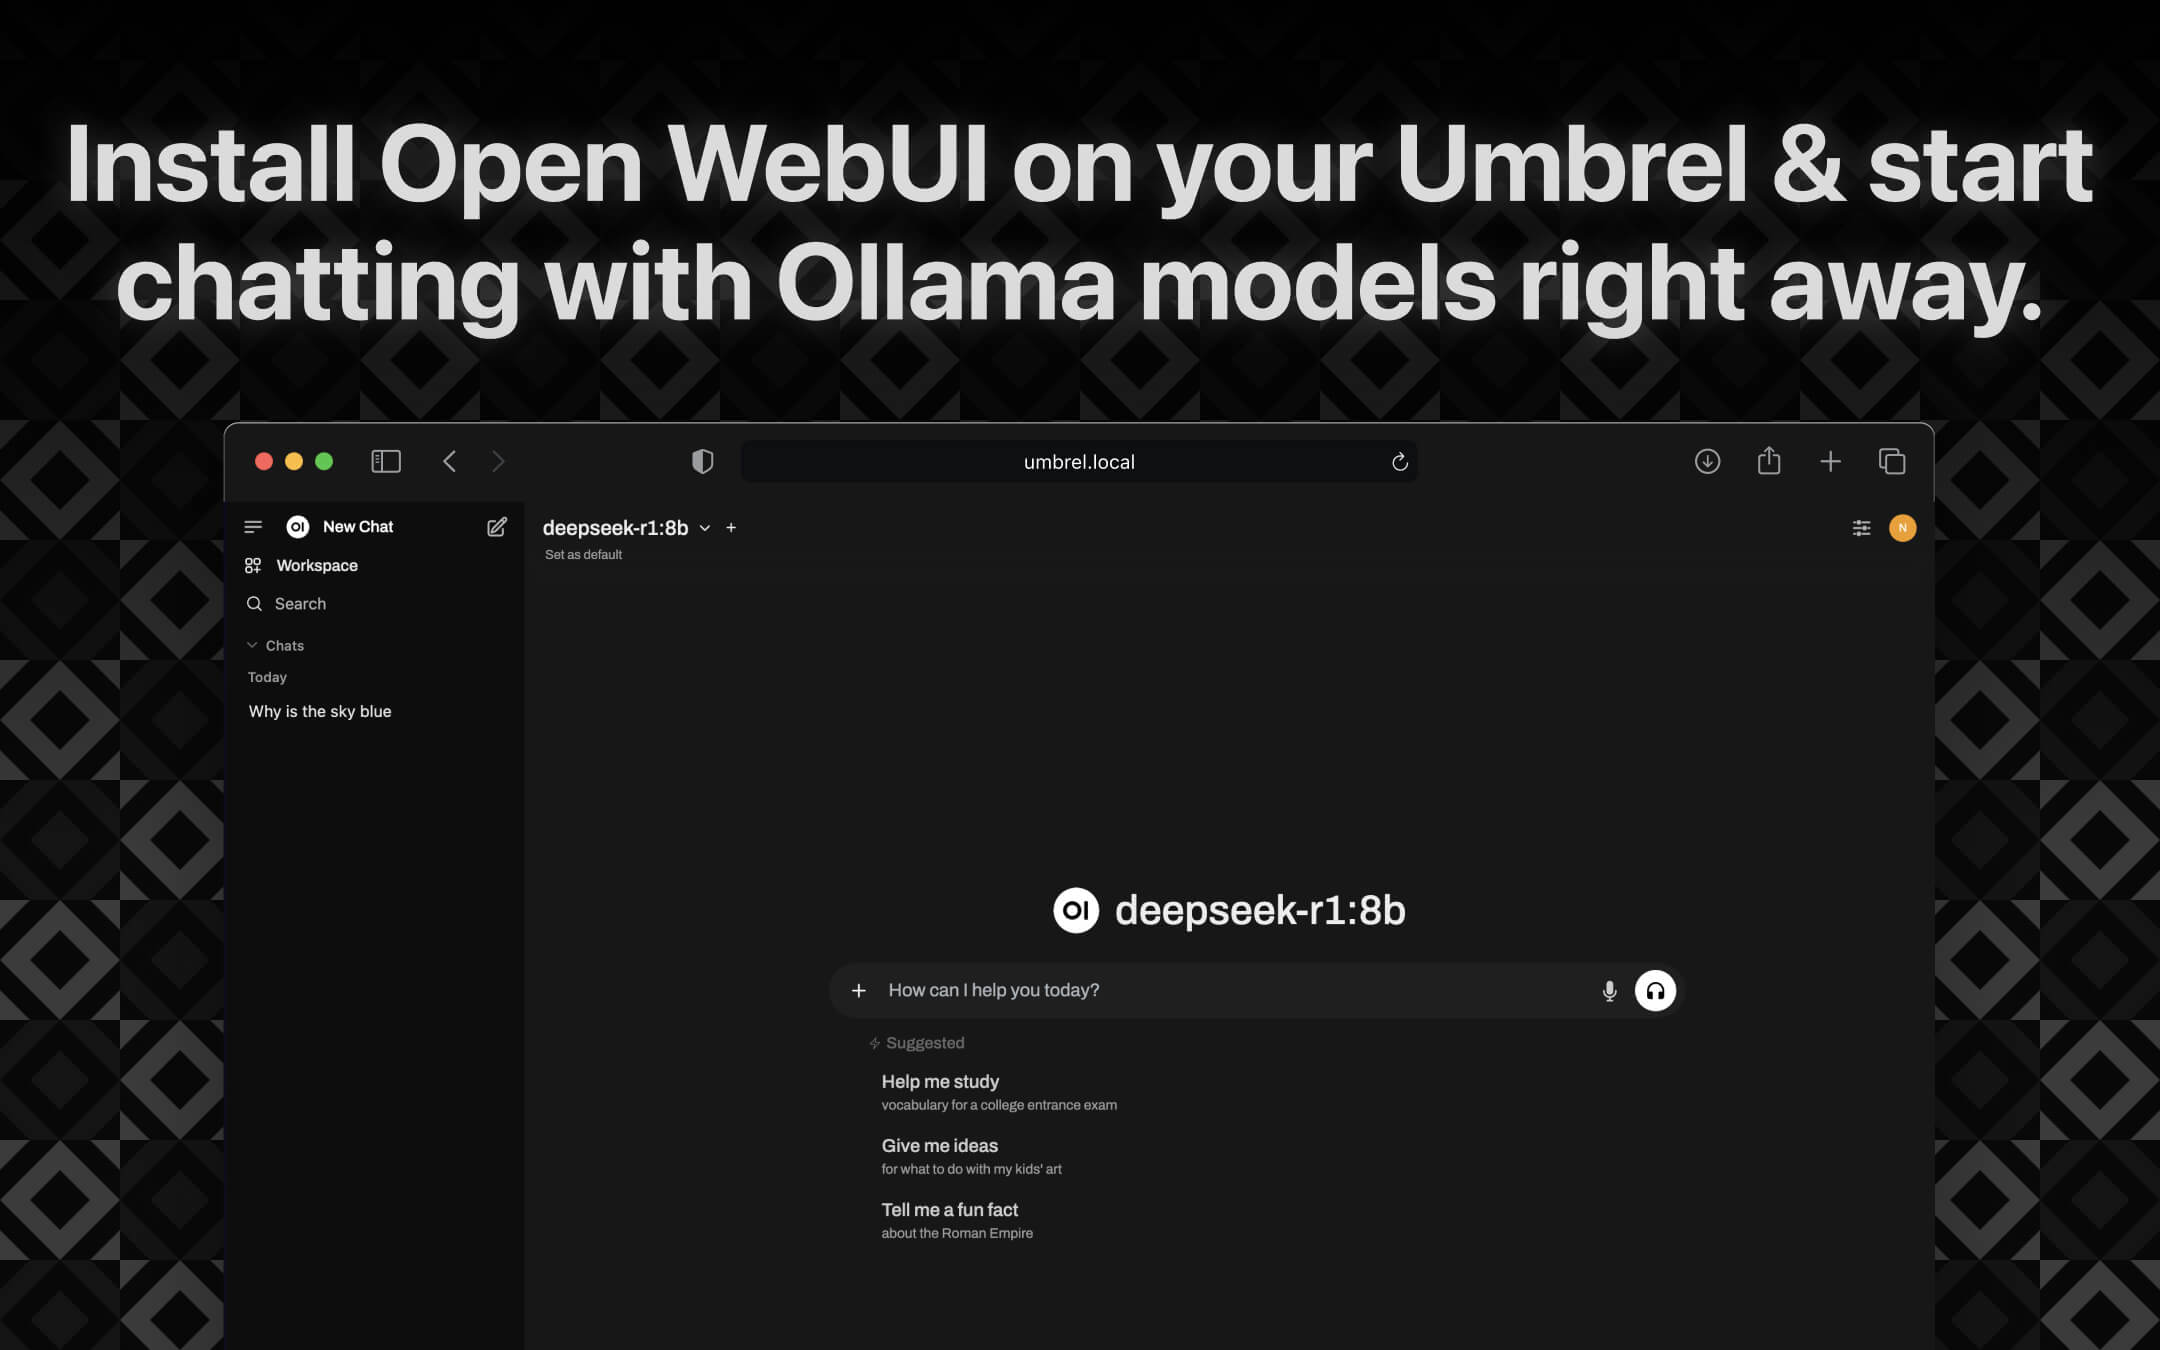 Install Open WebUI on your Umbrel & start
chatting with Ollama models right away.
umbrel.local
OI New Chat
Workspace
Search
Chats
Today
Why is the sky blue
deepseek-r1:8b
Set as default
N
OI deepseek-r1:8b
How can I help you today?
Suggested
Help me study
vocabulary for a college entrance exam
Give me ideas
for what to do with my kids' art
Tell me a fun fact
about the Roman Empire